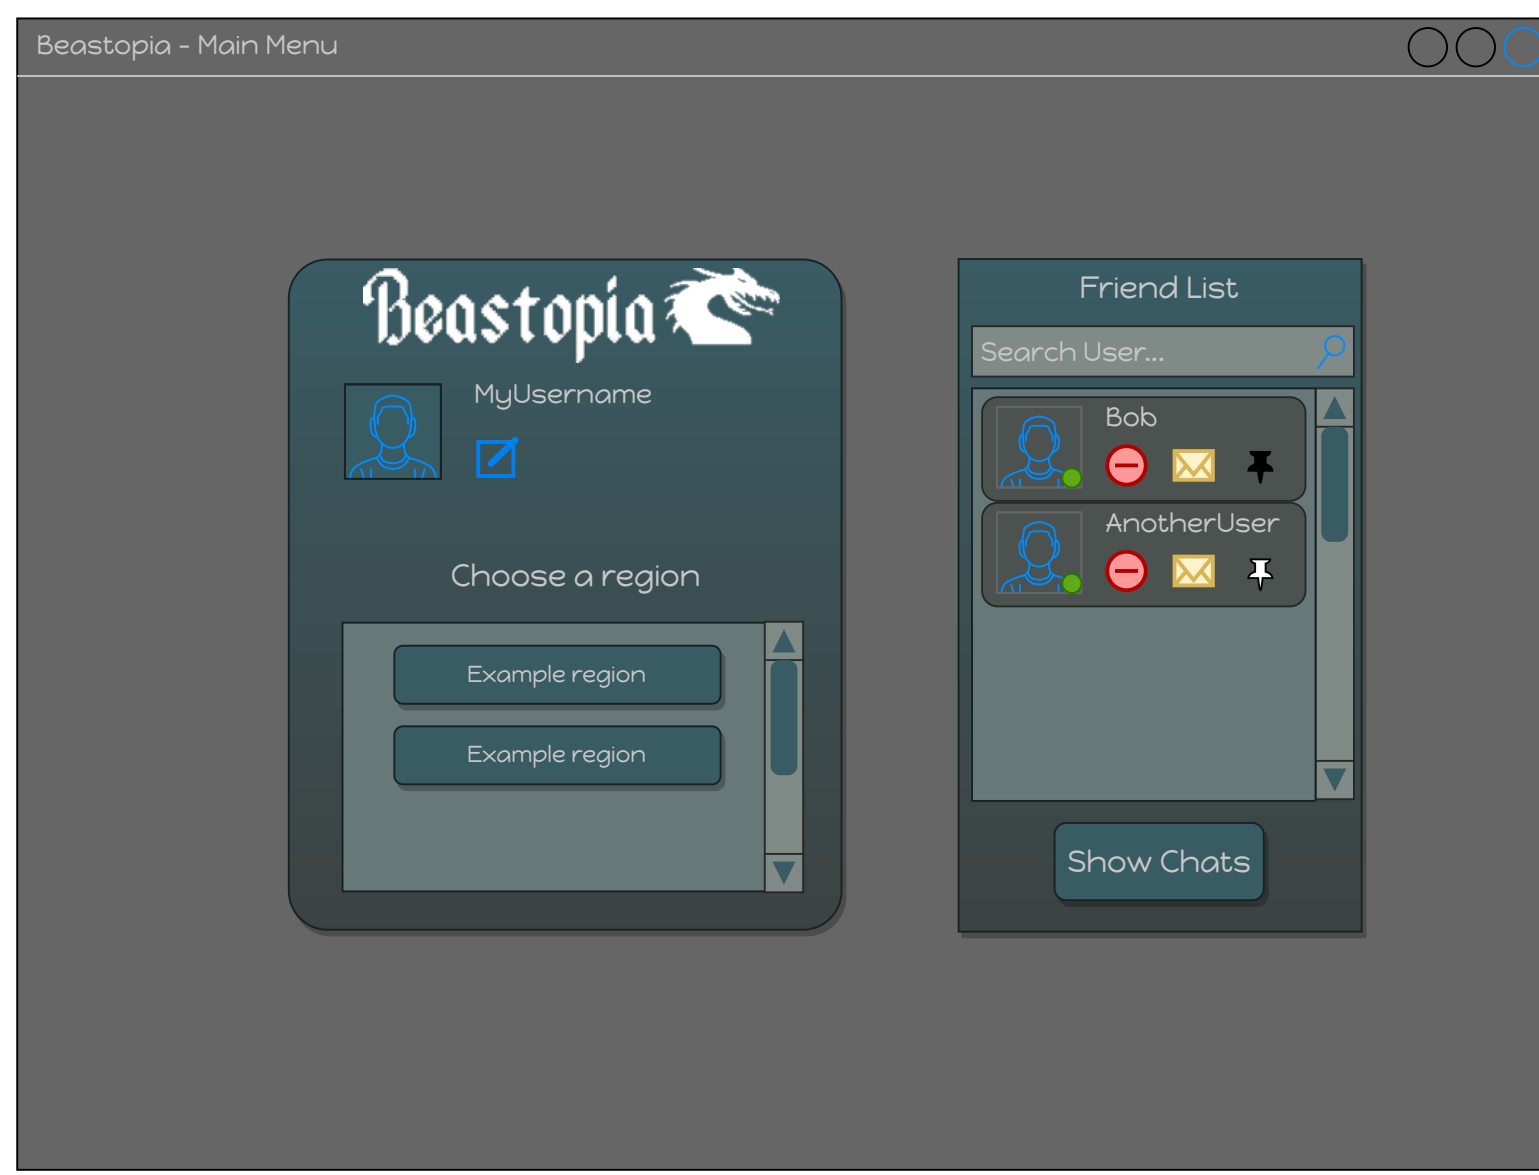 Beastopia - Main Menu
Beastopia
MyUsername
Choose a region
Example region
Example region
Friend List
Search User...
Bob
AnotherUser
Show Chats